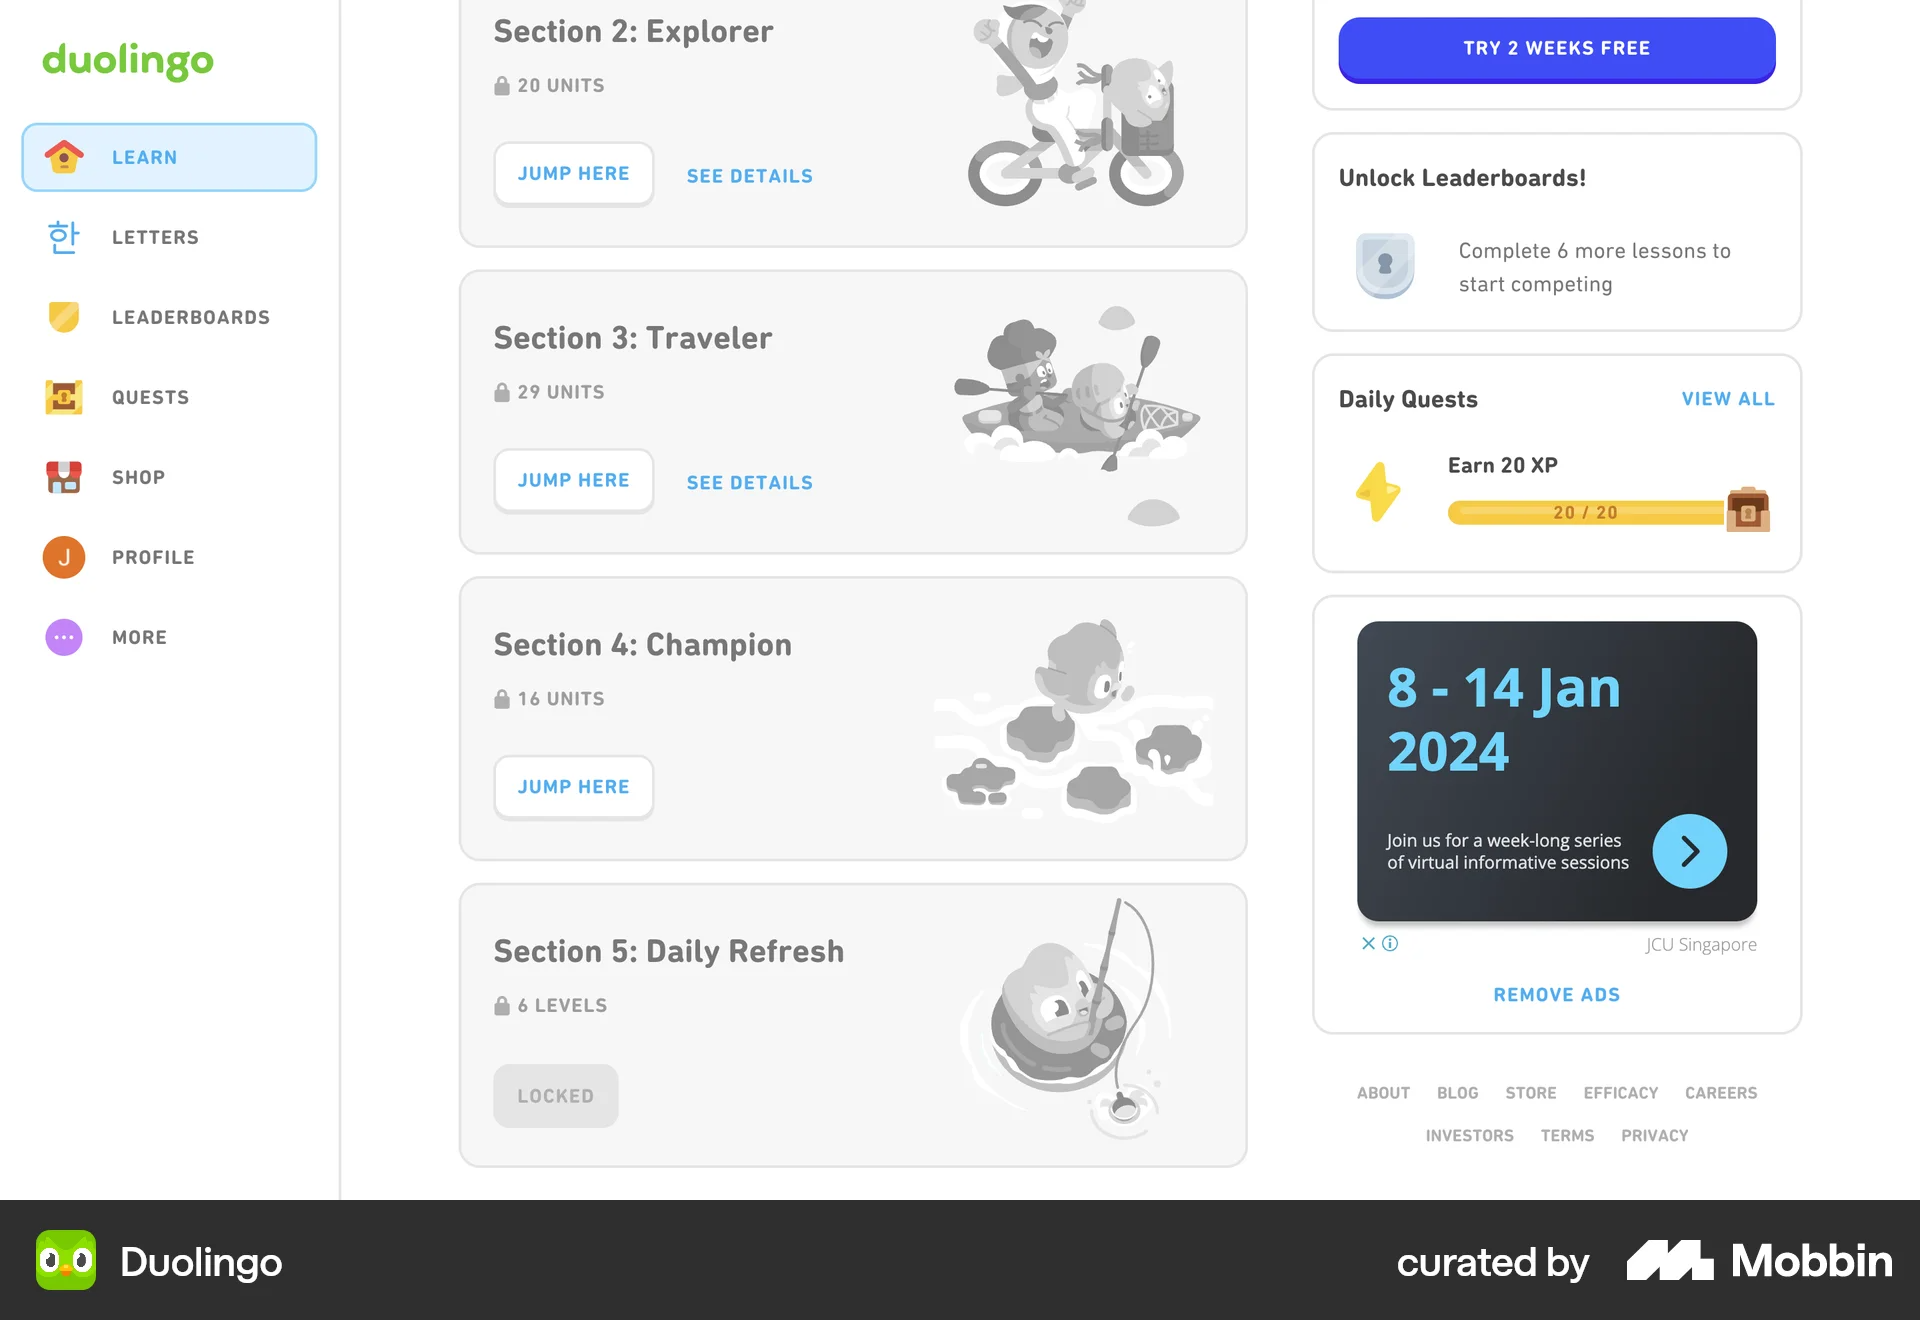 duolingo
LEARN
한
LETTERS
LEADERBOARDS
QUESTS
SHOP
J
PROFILE
MORE
Section 2: Explorer
20 UNITS
JUMP HERE
SEE DETAILS
Section 3: Traveler
29 UNITS
JUMP HERE
SEE DETAILS
Section 4: Champion
16 UNITS
JUMP HERE
Section 5: Daily Refresh
6 LEVELS
LOCKED
TRY 2 WEEKS FREE
Unlock Leaderboards!
Complete 6 more lessons to
start competing
Daily Quests
VIEW ALL
Earn 20 XP
20 / 20
8 - 14 Jan
2024
Join us for a week-long series
of virtual informative sessions
JCU Singapore
REMOVE ADS
ABOUT
BLOG
STORE
EFFICACY
CAREERS
INVESTORS
TERMS
PRIVACY
Duolingo
curated by
Mobbin